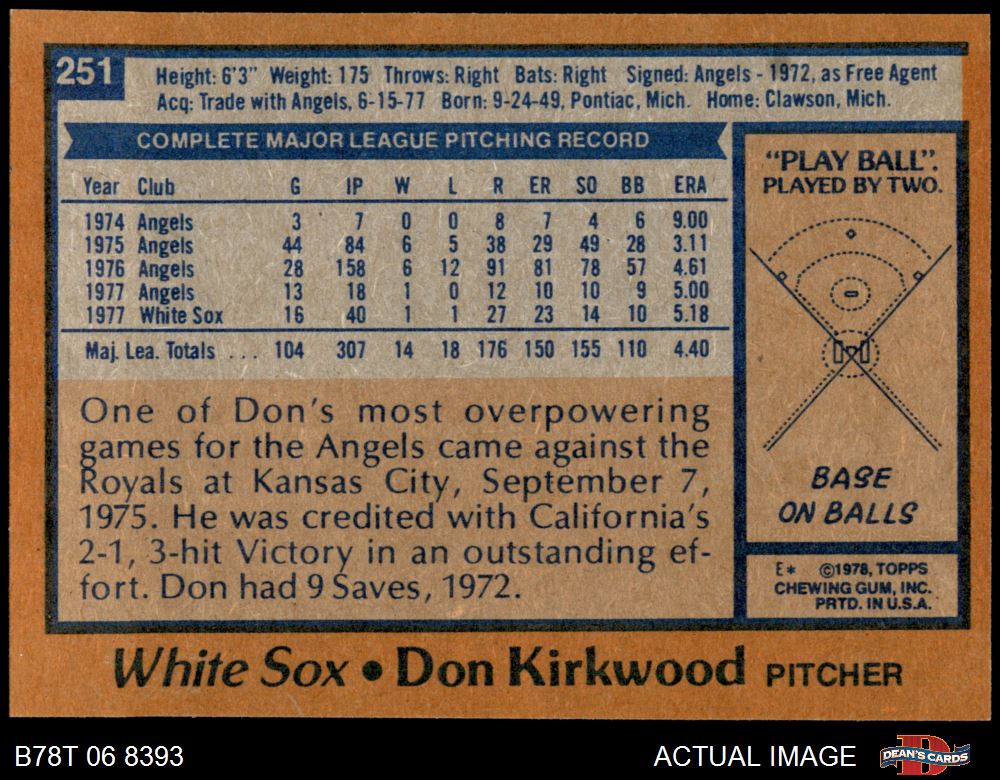 251
Height: 6'3" Weight: 175 Throws: Right Bats: Right Signed: Angels - 1972, as Free Agent
Acq: Trade with Angels, 6-15-77 Born: 9-24-49, Pontiac, Mich. Home: Clawson, Mich.
COMPLETE MAJOR LEAGUE PITCHING RECORD
Year Club G IP W L R ER SO BB ERA
1974 Angels 3 7 0 0 8 7 4 6 9.00
1975 Angels 44 84 6 5 38 29 49 28 3.11
1976 Angels 28 158 6 12 91 81 78 57 4.61
1977 Angels 13 18 1 0 12 10 10 9 5.00
1977 White Sox 16 40 1 1 27 23 14 10 5.18
Maj. Lea. Totals ... 104 307 14 18 176 150 155 110 4.40
One of Don's most overpowering
games for the Angels came against the
Royals at Kansas City, September 7,
1975. He was credited with California's
2-1, 3-hit Victory in an outstanding ef-
fort. Don had 9 Saves, 1972.
"PLAY BALL":
PLAYED BY TWO.
BASE
ON BALLS
E* ©1978, TOPPS
CHEWING GUM, INC.
PRTD. IN U.S.A.
White Sox • Don Kirkwood PITCHER
B78T 06 8393
ACTUAL IMAGE
D
DEAN'S CARDS